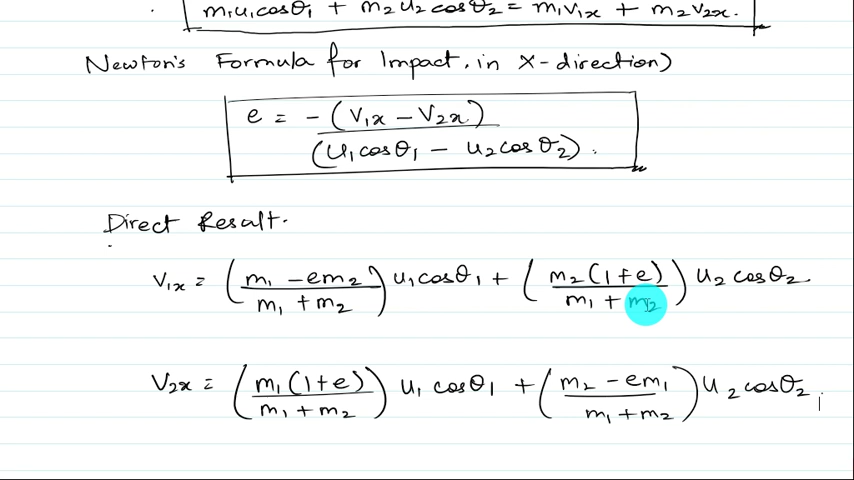 m₁u₁cosθ₁ + m₂u₂cosθ₂ = m₁v₁ₓ + m₂v₂ₓ.
Newton's Formula for Impact, in X-direction)
e = -(V₁ₓ - V₂ₓ) / (u₁cosθ₁ - u₂cosθ₂).
Direct Result.
V₁ₓ = ((m₁ - em₂)/(m₁ + m₂)) u₁cosθ₁ + ((m₂(1+e))/(m₁ + m₂)) u₂cosθ₂.
V₂ₓ = ((m₁(1+e))/(m₁ + m₂)) u₁cosθ₁ + ((m₂ - em₁)/(m₁ + m₂)) u₂cosθ₂